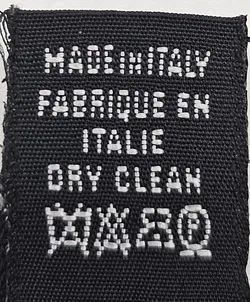 MADE IN ITALY
FABRIQUE EN
ITALIE
DRY CLEAN
P